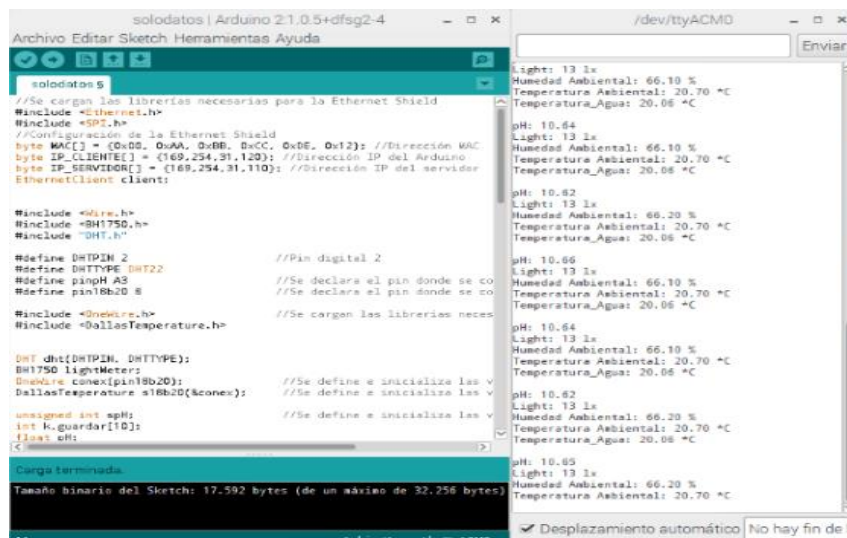 solodatos | Arduino 2:1.0.5+dfsg2-4
Archivo Editar Sketch Herramientas Ayuda
solodatos §
//Se cargan las librerías necesarias para la Ethernet Shield
#include <Ethernet.h>
#include <SPI.h>
//Configuración de la Ethernet Shield
byte MAC[] = {0xDD, 0xAA, 0xBB, 0xCC, 0xDE, 0x12}; //Dirección MAC
byte IP_CLIENTE[] = {169,254,31,120}; //Dirección IP del Arduino
byte IP_SERVIDOR[] = {169,254,31,110}; //Dirección IP del servidor
EthernetClient client;
#include <Wire.h>
#include <BH1750.h>
#include "DHT.h"
#define DHTPIN 2 //Pin digital 2
#define DHTTYPE DHT22
#define pinpH A3 //Se declara el pin donde se co
#define pin18b20 8 //Se declara el pin donde se co
#include <OneWire.h> //Se cargan las librerías neces
#include <DallasTemperature.h>
DHT dht(DHTPIN, DHTTYPE);
BH1750 lightMeter;
OneWire conex(pin18b20); //Se define e inicializa las v
DallasTemperature s18b20(&conex);  //Se define e inicializa las v
unsigned int spH; //Se define e inicializa las v
int k,guardar[10];
float pH;
Carga terminada.
Tamaño binario del Sketch: 17.592 bytes (de un máximo de 32.256 bytes)
/dev/ttyACM0
Enviar
Light: 13 lx
Humedad Ambiental: 66.10 %
Temperatura Ambiental: 20.70 *C
Temperatura_Agua: 20.06 *C
pH: 10.64
Light: 13 lx
Humedad Ambiental: 66.10 %
Temperatura Ambiental: 20.70 *C
Temperatura_Agua: 20.06 *C
pH: 10.62
Light: 13 lx
Humedad Ambiental: 66.20 %
Temperatura Ambiental: 20.70 *C
Temperatura_Agua: 20.06 *C
pH: 10.66
Light: 13 lx
Humedad Ambiental: 66.10 %
Temperatura Ambiental: 20.70 *C
Temperatura_Agua: 20.06 *C
pH: 10.64
Light: 13 lx
Humedad Ambiental: 66.10 %
Temperatura Ambiental: 20.70 *C
Temperatura_Agua: 20.06 *C
pH: 10.62
Light: 13 lx
Humedad Ambiental: 66.20 %
Temperatura Ambiental: 20.70 *C
Temperatura_Agua: 20.06 *C
pH: 10.65
Light: 13 lx
Humedad Ambiental: 66.20 %
Temperatura Ambiental: 20.70 *C
Desplazamiento automático
No hay fin de